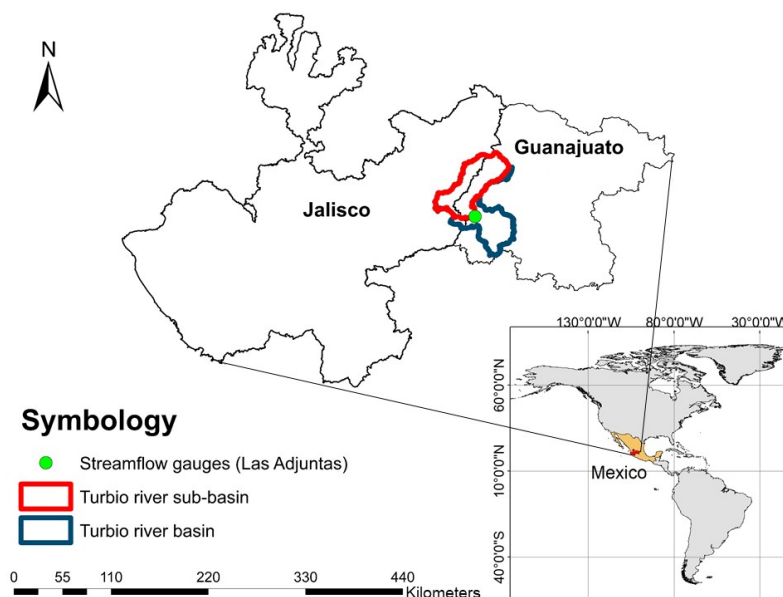 N
Guanajuato
Jalisco
130°0'0"W 80°0'0"W 30°0'0"W
60°0'0"N
10°0'0"N
40°0'0"S
Mexico
Symbology
Streamflow gauges (Las Adjuntas)
Turbio river sub-basin
Turbio river basin
0 55 110 220 330 440
Kilometers